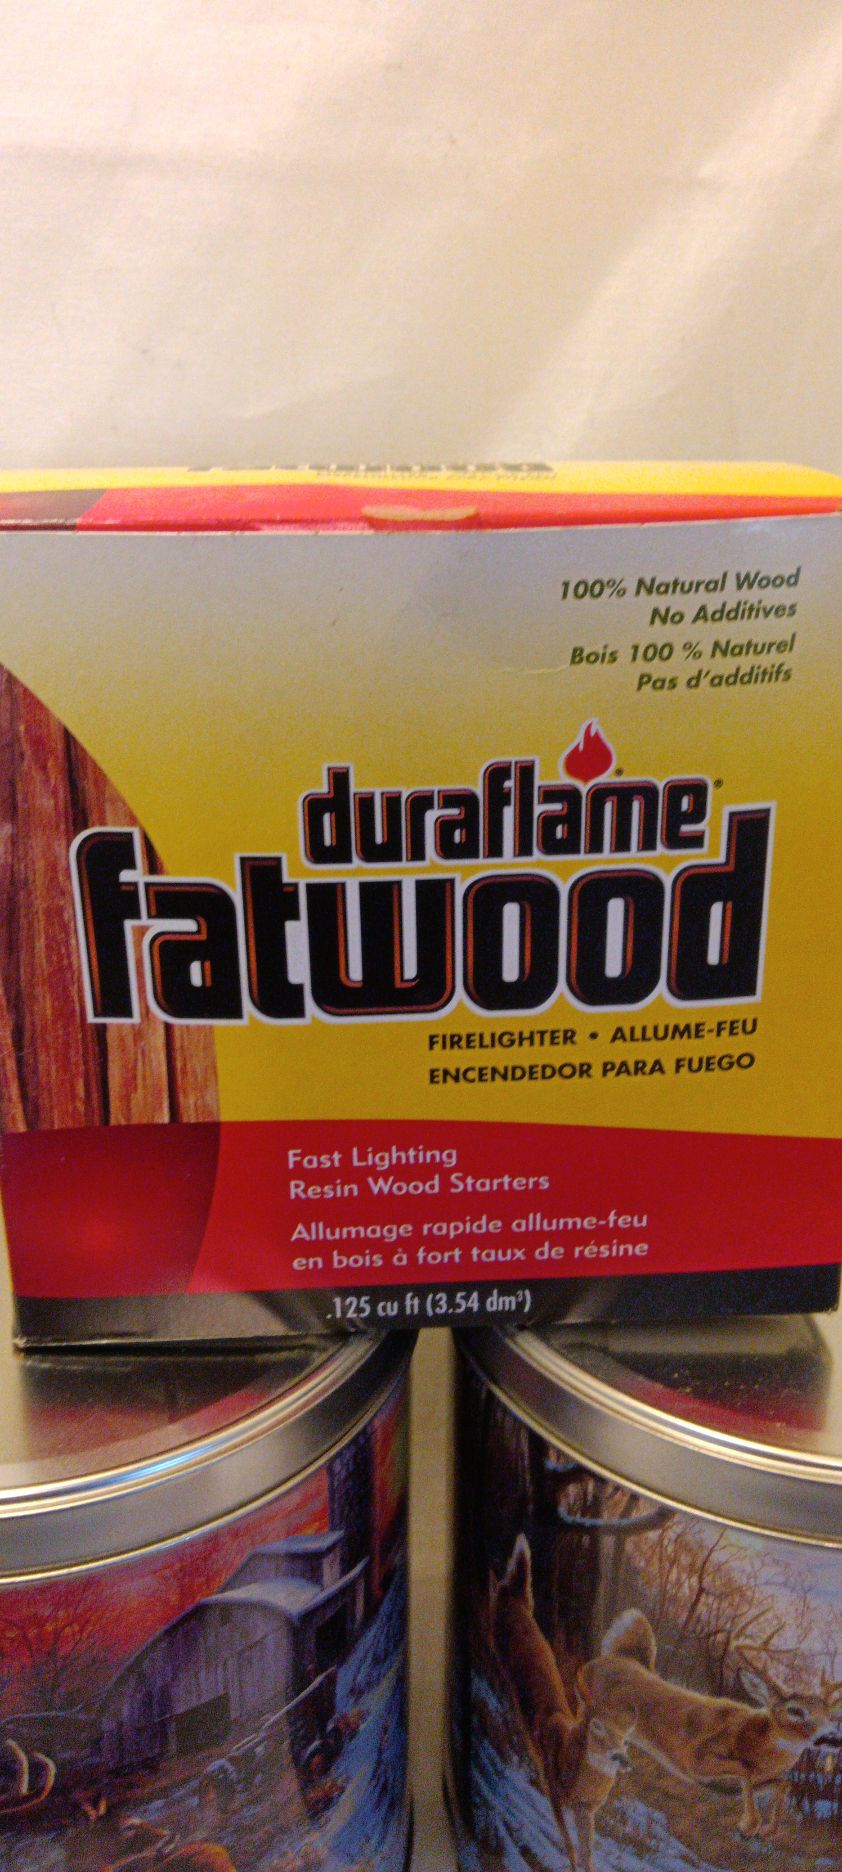 100% Natural Wood
No Additives
Bois 100 % Naturel
Pas d'additifs
duraflame®
fatwood
FIRELIGHTER • ALLUME-FEU
ENCENDEDOR PARA FUEGO
Fast Lighting
Resin Wood Starters
Allumage rapide allume-feu
en bois à fort taux de résine
.125 cu ft (3.54 dm³)